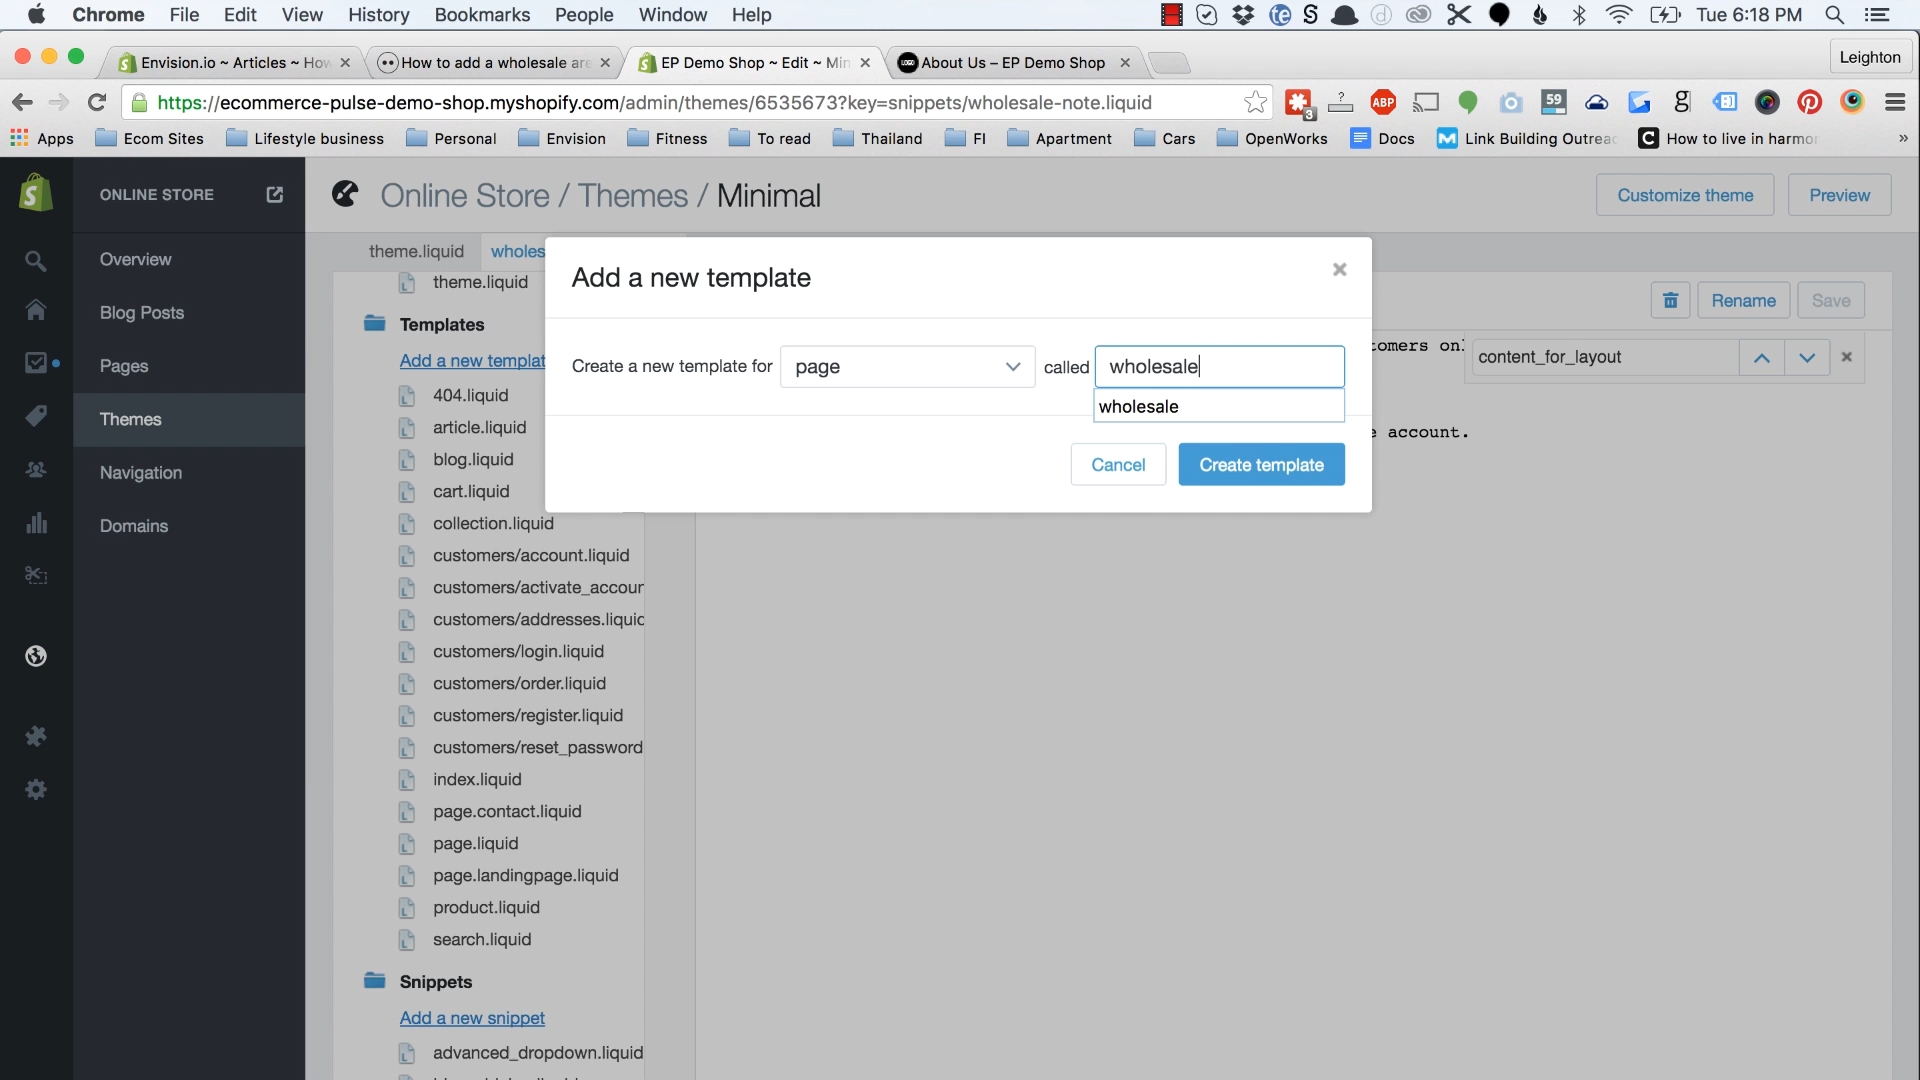 Chrome File Edit View History Bookmarks People Window Help Tue 6:18 PM
Envision.io ~ Articles ~ How
How to add a wholesale are
EP Demo Shop ~ Edit ~ Min
About Us – EP Demo Shop
Leighton
https://ecommerce-pulse-demo-shop.myshopify.com/admin/themes/6535673?key=snippets/wholesale-note.liquid
3 ? ABP 59
Apps Ecom Sites Lifestyle business Personal Envision Fitness To read Thailand FI Apartment Cars OpenWorks Docs Link Building Outreac How to live in harmor »
ONLINE STORE
Online Store / Themes / Minimal
Customize theme
Preview
Overview
Blog Posts
Pages
Themes
Navigation
Domains
theme.liquid
wholes
theme.liquid
Templates
Add a new templat
404.liquid
article.liquid
blog.liquid
cart.liquid
collection.liquid
customers/account.liquid
customers/activate_accour
customers/addresses.liquic
customers/login.liquid
customers/order.liquid
customers/register.liquid
customers/reset_password
index.liquid
page.contact.liquid
page.liquid
page.landingpage.liquid
product.liquid
search.liquid
Snippets
Add a new snippet
advanced_dropdown.liquid
Add a new template
Create a new template for page called wholesale
wholesale
Cancel
Create template
Rename
Save
tomers onl
content_for_layout
e account.